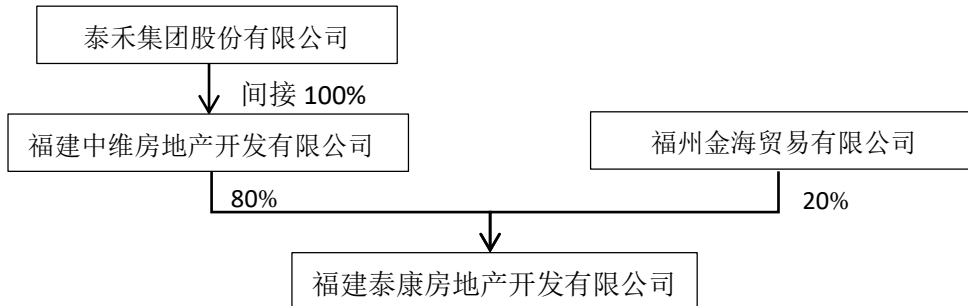 泰禾集团股份有限公司
间接 100%
福建中维房地产开发有限公司
福州金海贸易有限公司
80%
20%
福建泰康房地产开发有限公司